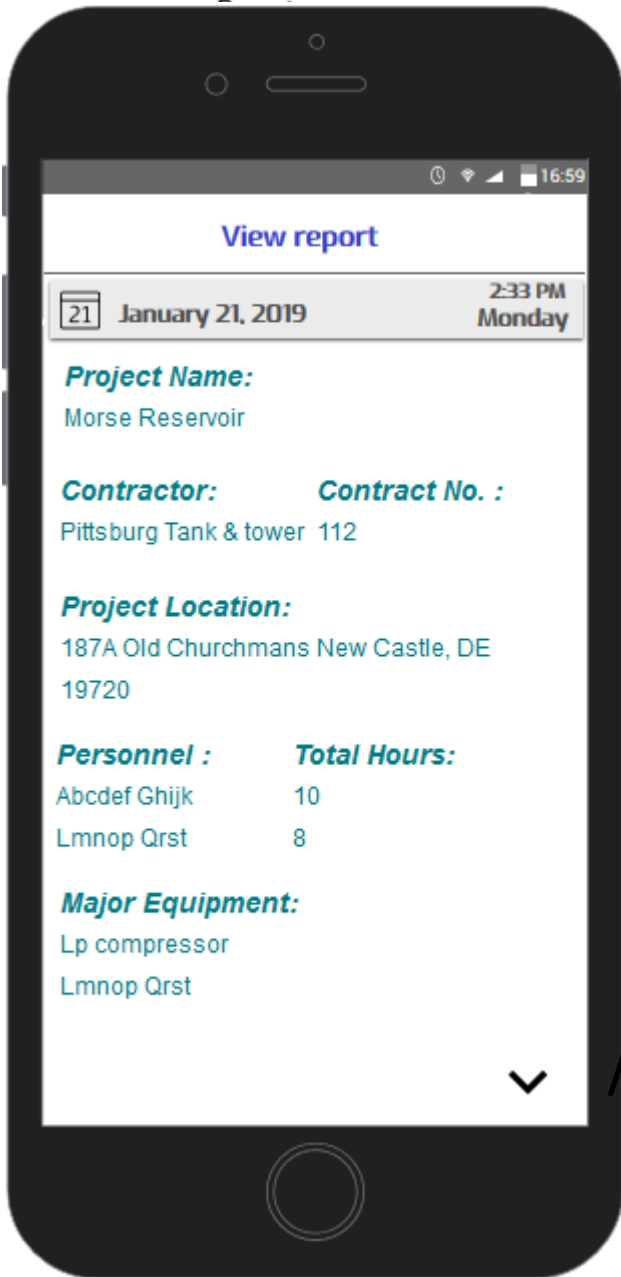 16:59
View report
2:33 PM
21 January 21, 2019 Monday
Project Name:
Morse Reservoir
Contractor: Contract No. :
Pittsburg Tank & tower 112
Project Location:
187A Old Churchmans New Castle, DE
19720
Personnel : Total Hours:
Abcdef Ghijk 10
Lmnop Qrst 8
Major Equipment:
Lp compressor
Lmnop Qrst